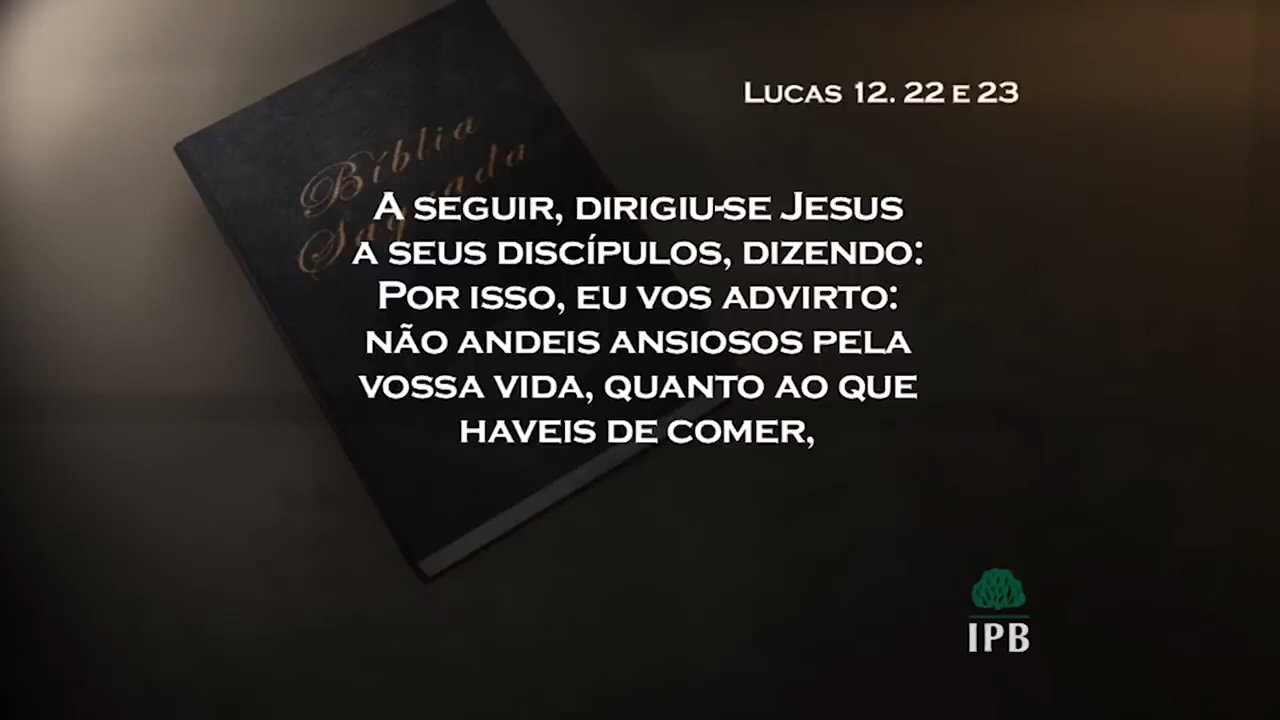 Lucas 12. 22 e 23
Bíblia
Sagrada
A seguir, dirigiu-se Jesus
a seus discípulos, dizendo:
Por isso, eu vos advirto:
não andeis ansiosos pela
vossa vida, quanto ao que
haveis de comer,
IPB